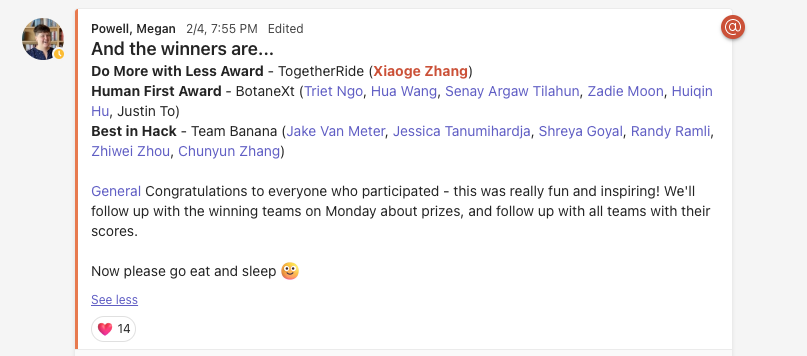 Powell, Megan 2/4, 7:55 PM Edited
@
And the winners are...
Do More with Less Award - TogetherRide (Xiaoge Zhang)
Human First Award - BotaneXt (Triet Ngo, Hua Wang, Senay Argaw Tilahun, Zadie Moon, Huiqin
Hu, Justin To)
Best in Hack - Team Banana (Jake Van Meter, Jessica Tanumihardja, Shreya Goyal, Randy Ramli,
Zhiwei Zhou, Chunyun Zhang)
General Congratulations to everyone who participated - this was really fun and inspiring! We'll
follow up with the winning teams on Monday about prizes, and follow up with all teams with their
scores.
Now please go eat and sleep
See less
14